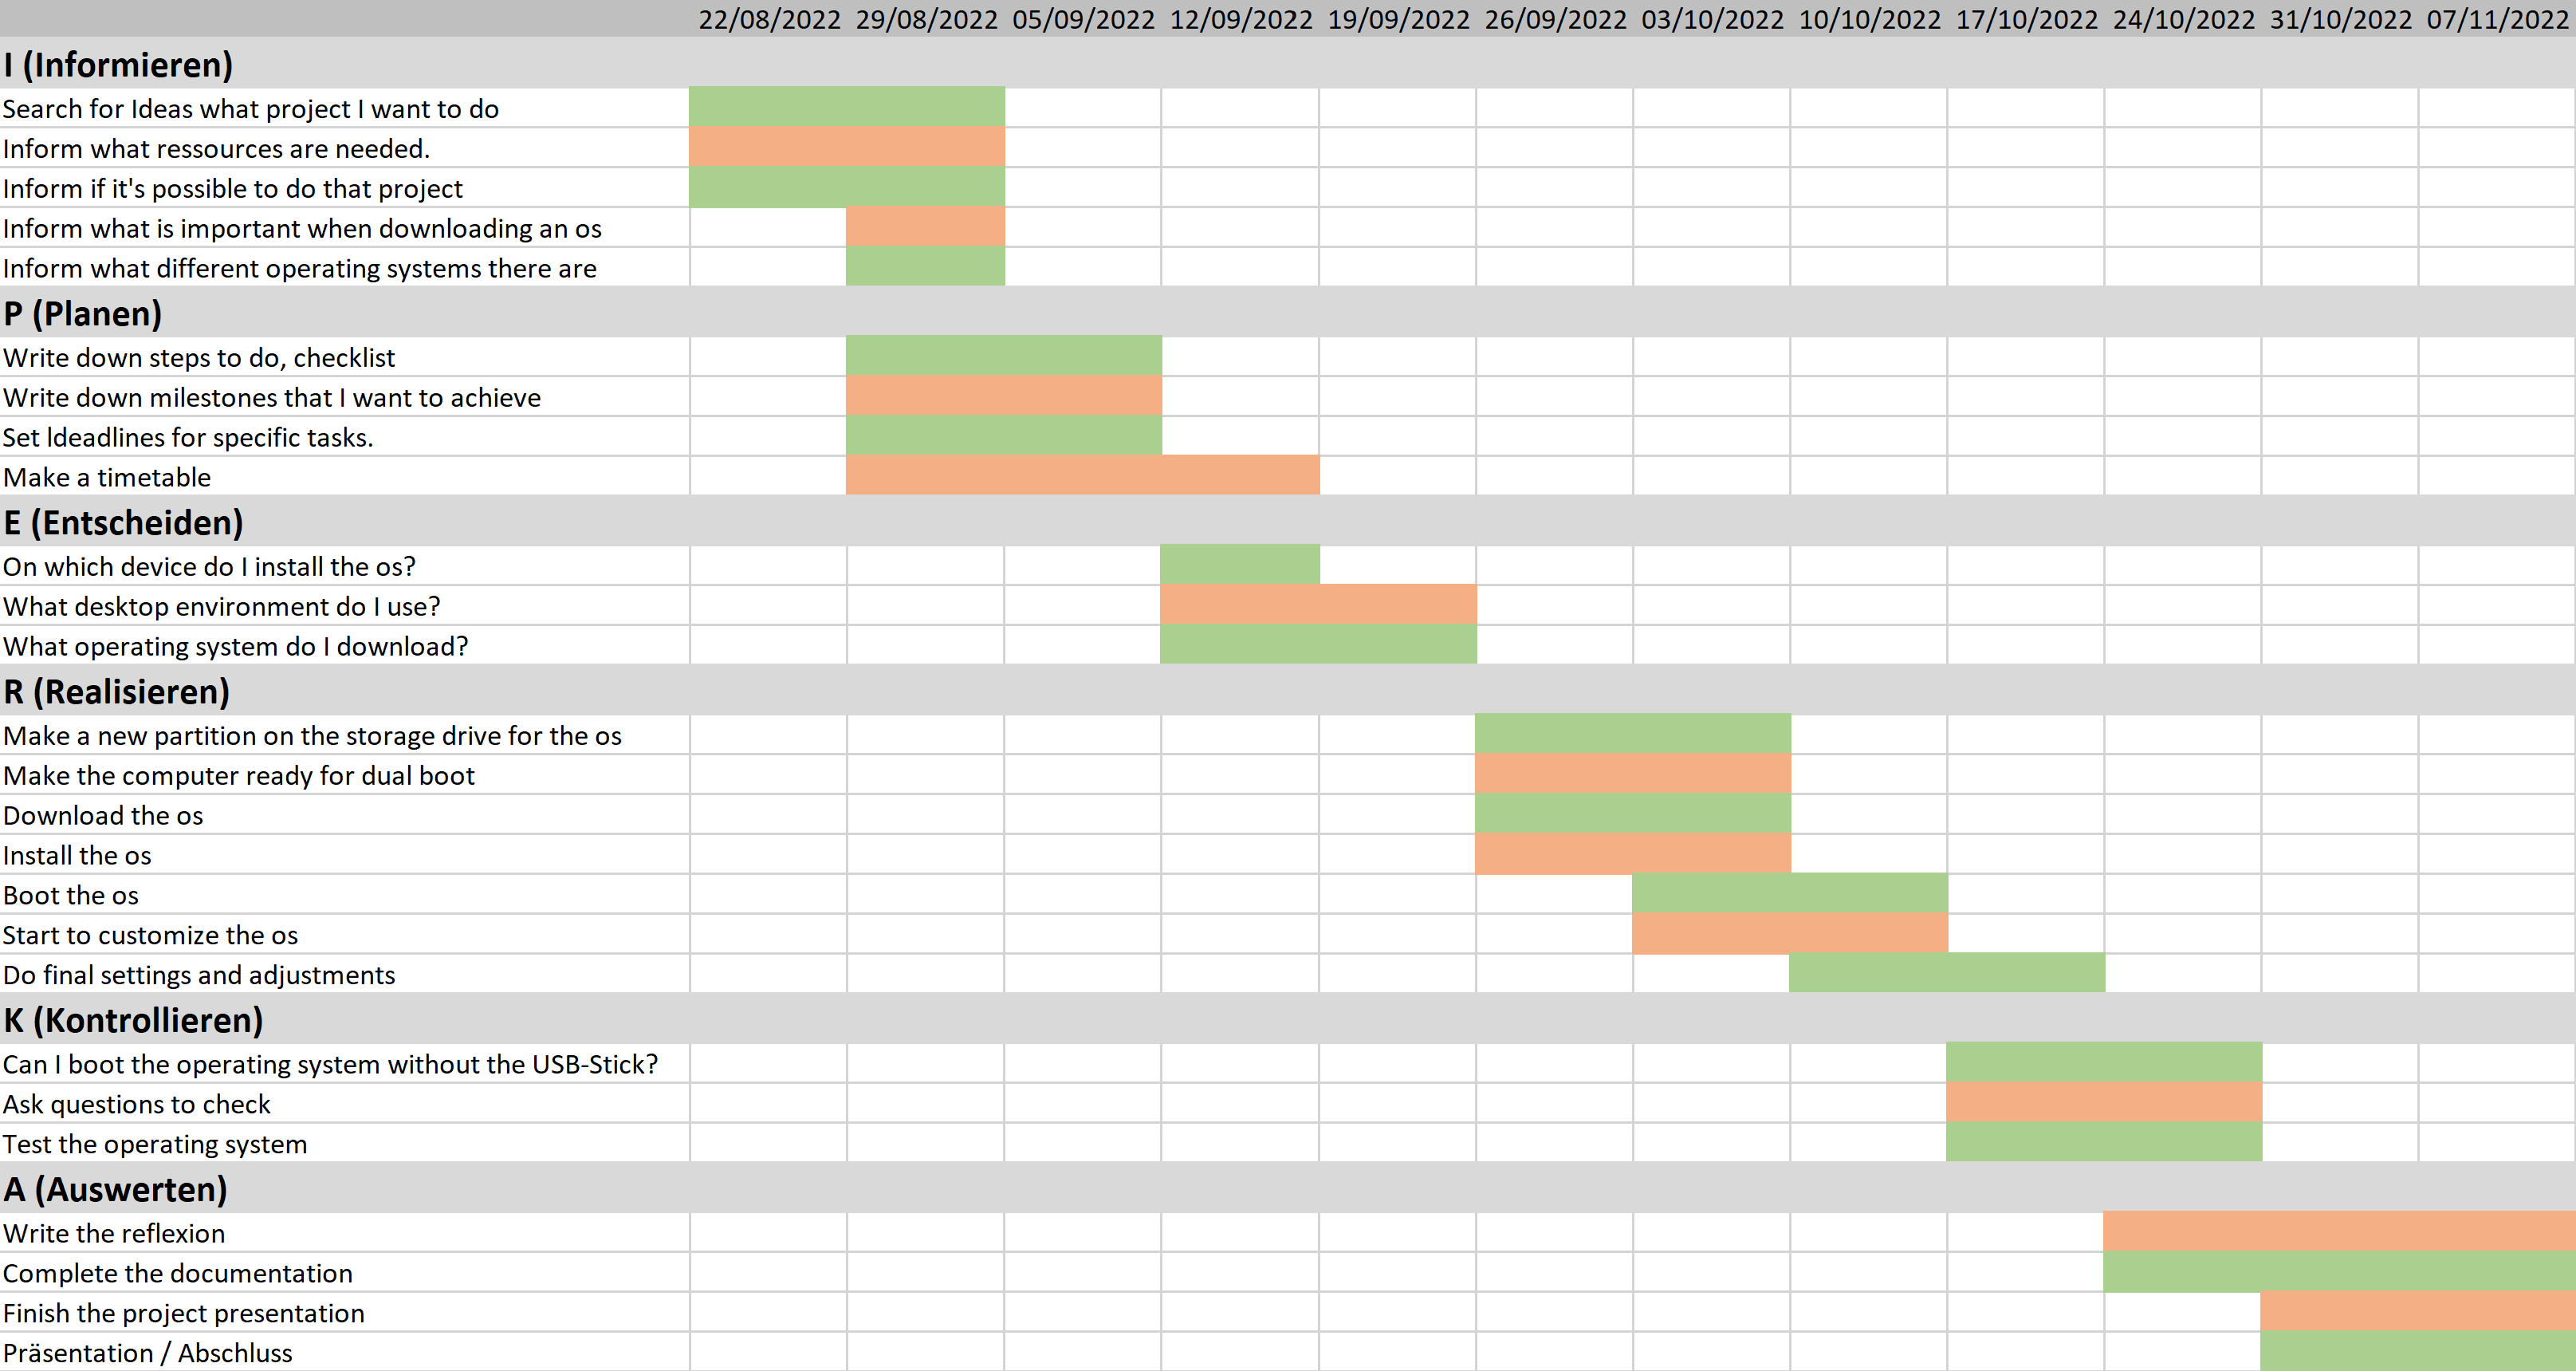 22/08/2022 29/08/2022 05/09/2022 12/09/2022 19/09/2022 26/09/2022 03/10/2022 10/10/2022 17/10/2022 24/10/2022 31/10/2022 07/11/2022
I (Informieren)
Search for Ideas what project I want to do
Inform what ressources are needed.
Inform if it's possible to do that project
Inform what is important when downloading an os
Inform what different operating systems there are
P (Planen)
Write down steps to do, checklist
Write down milestones that I want to achieve
Set ldeadlines for specific tasks.
Make a timetable
E (Entscheiden)
On which device do I install the os?
What desktop environment do I use?
What operating system do I download?
R (Realisieren)
Make a new partition on the storage drive for the os
Make the computer ready for dual boot
Download the os
Install the os
Boot the os
Start to customize the os
Do final settings and adjustments
K (Kontrollieren)
Can I boot the operating system without the USB-Stick?
Ask questions to check
Test the operating system
A (Auswerten)
Write the reflexion
Complete the documentation
Finish the project presentation
Präsentation / Abschluss